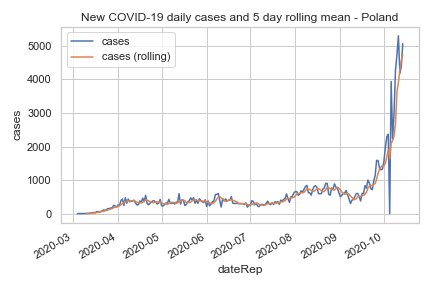 New COVID-19 daily cases and 5 day rolling mean - Poland
cases
cases (rolling)
5000
4000
3000
2000
1000
0
cases
2020-03
2020-04
2020-05
2020-06
2020-07
2020-08
2020-09
2020-10
dateRep